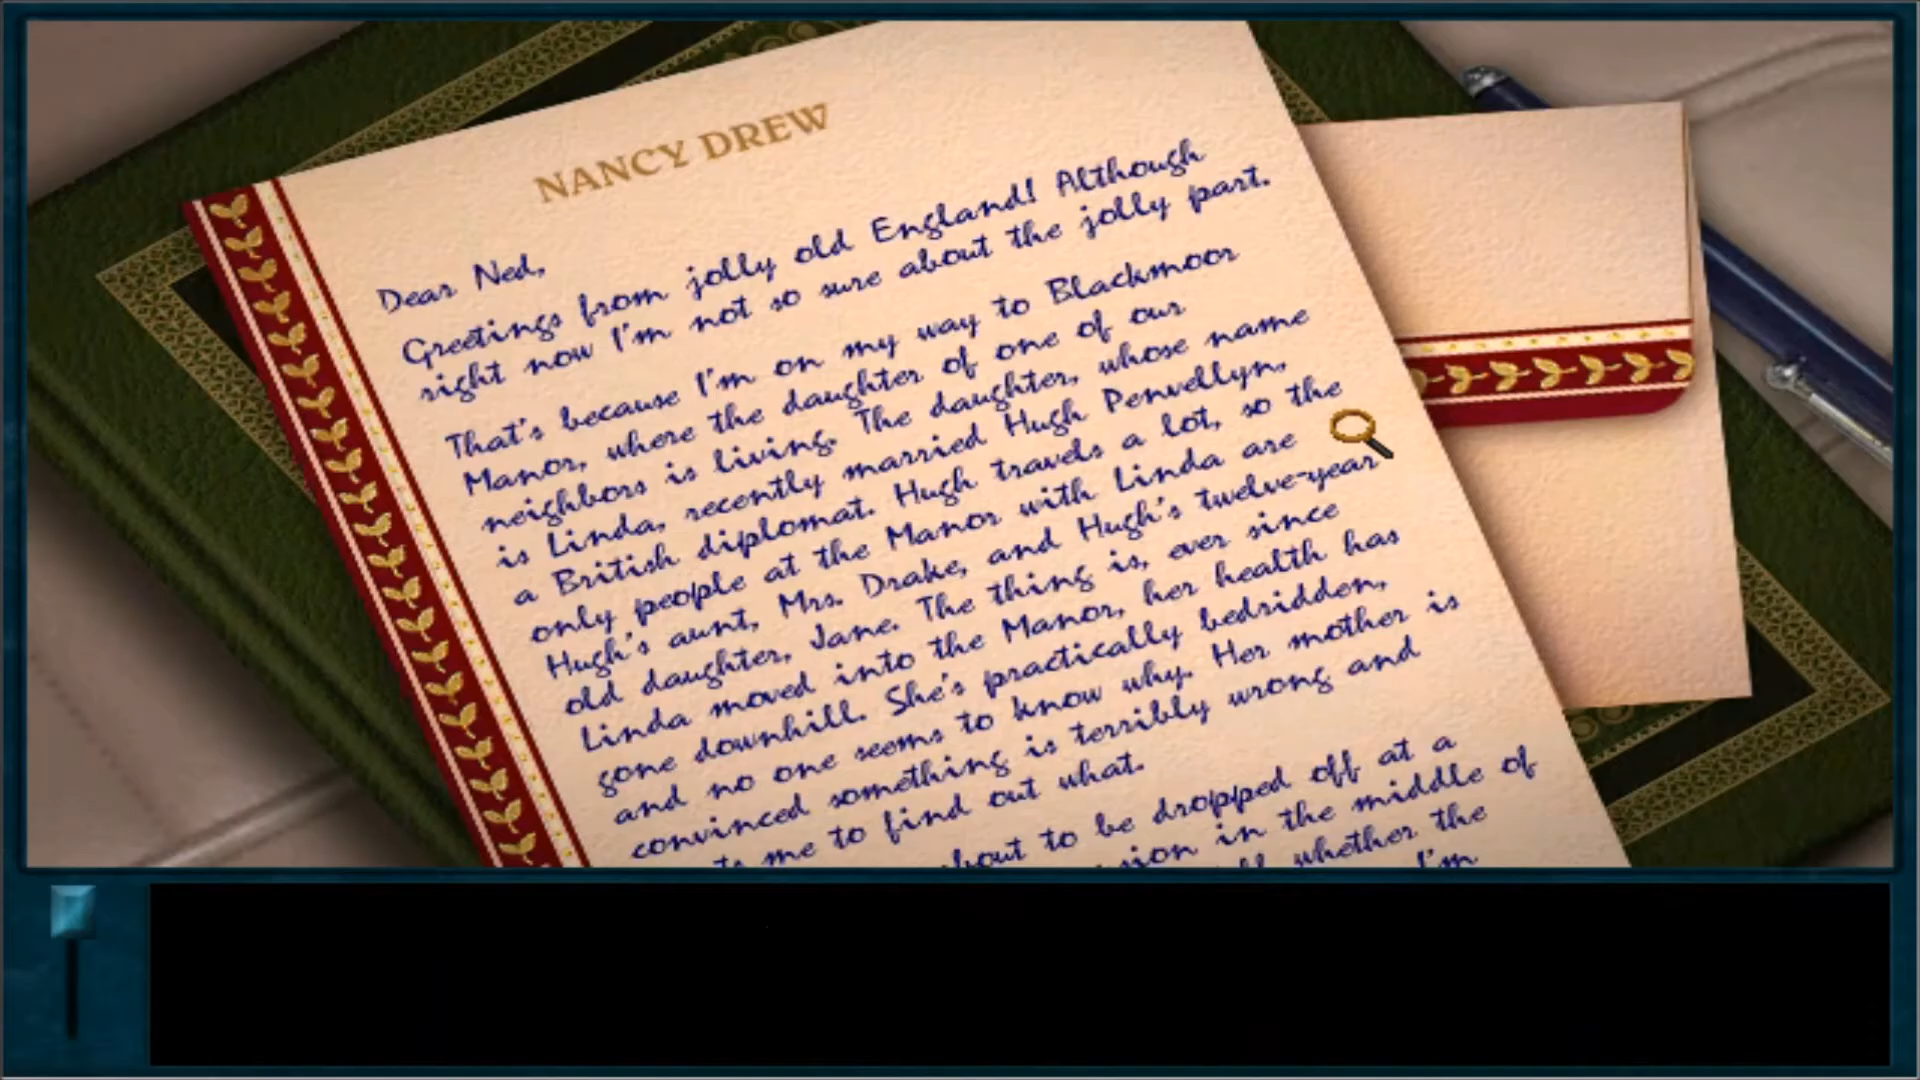 NANCY DREW
Dear Ned,
Greetings from jolly old England! Although
right now I'm not so sure about the jolly part.
That's because I'm on my way to Blackmoor
Manor, where the daughter of one of our
neighbors is living. The daughter, whose name
is Linda, recently married Hugh Penvellyn,
a British diplomat. Hugh travels a lot, so the
only people at the Manor with Linda are
Hugh's aunt, Mrs. Drake, and Hugh's twelve-year
old daughter, Jane. The thing is, ever since
Linda moved into the Manor, her health has
gone downhill. She's practically bedridden,
and no one seems to know why. Her mother is
convinced something is terribly wrong and
me to find out what.
about to be dropped off at a
in the middle of
whether the
I'm